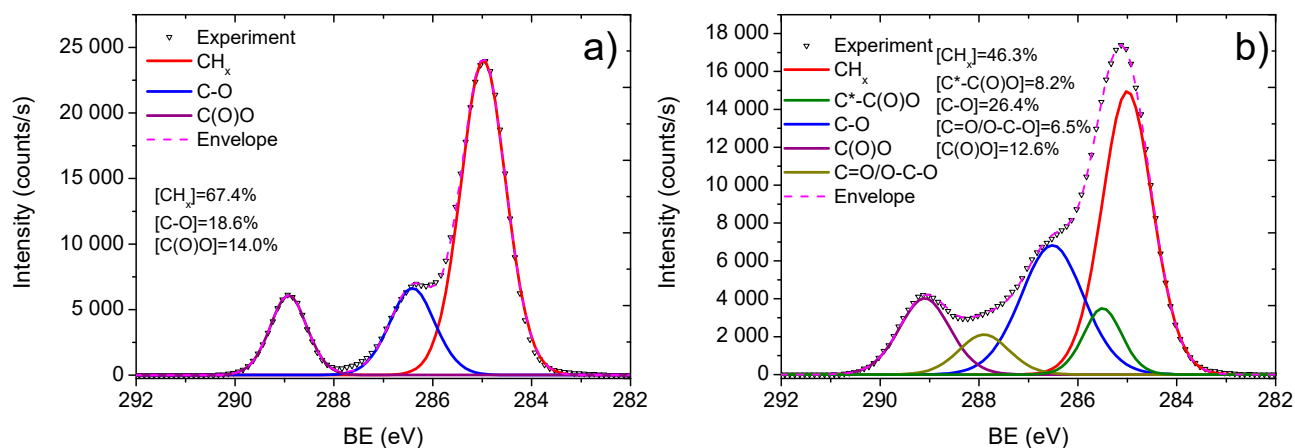 a)
Experiment
CHₓ
C-O
C(O)O
Envelope
[CHₓ]=67.4%
[C-O]=18.6%
[C(O)O]=14.0%
Intensity (counts/s)
25 000
20 000
15 000
10 000
5 000
0
292 290 288 286 284 282
BE (eV)
b)
Experiment
CHₓ
C*-C(O)O
C-O
C(O)O
C=O/O-C-O
Envelope
[CHₓ]=46.3%
[C*-C(O)O]=8.2%
[C-O]=26.4%
[C=O/O-C-O]=6.5%
[C(O)O]=12.6%
Intensity (counts/s)
18 000
16 000
14 000
12 000
10 000
8 000
6 000
4 000
2 000
0
292 290 288 286 284 282
BE (eV)